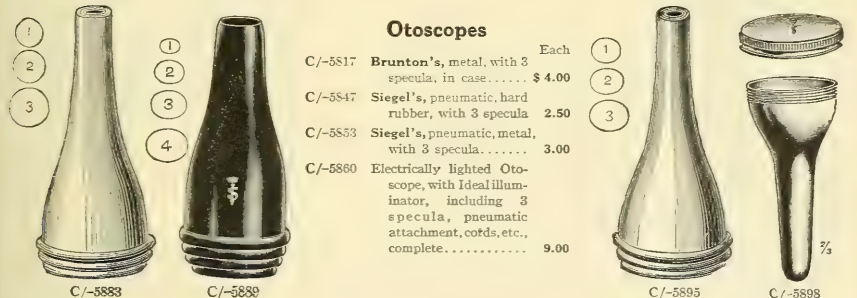 1
2
3
C/-5883
1
2
3
4
C/-5889
Otoscopes
Each
C/-5817 Brunton's, metal, with 3
specula, in case...... $ 4.00
C/-5847 Siegel's, pneumatic, hard
rubber, with 3 specula 2.50
C/-5853 Siegel's, pneumatic, metal,
with 3 specula....... 3.00
C/-5860 Electrically lighted Oto-
scope, with Ideal illum-
inator, including 3
specula, pneumatic
attachment, cords, etc.,
complete............ 9.00
1
2
3
C/-5895
2/3
C/-5898